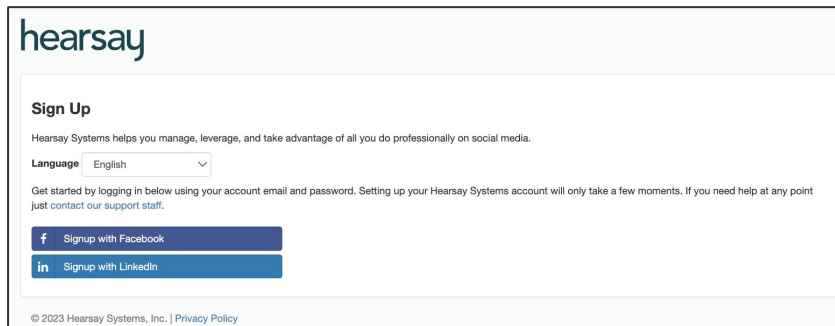 hearsay
Sign Up
Hearsay Systems helps you manage, leverage, and take advantage of all you do professionally on social media.
Language English
Get started by logging in below using your account email and password. Setting up your Hearsay Systems account will only take a few moments. If you need help at any point
just contact our support staff.
f Signup with Facebook
in Signup with LinkedIn
© 2023 Hearsay Systems, Inc. | Privacy Policy